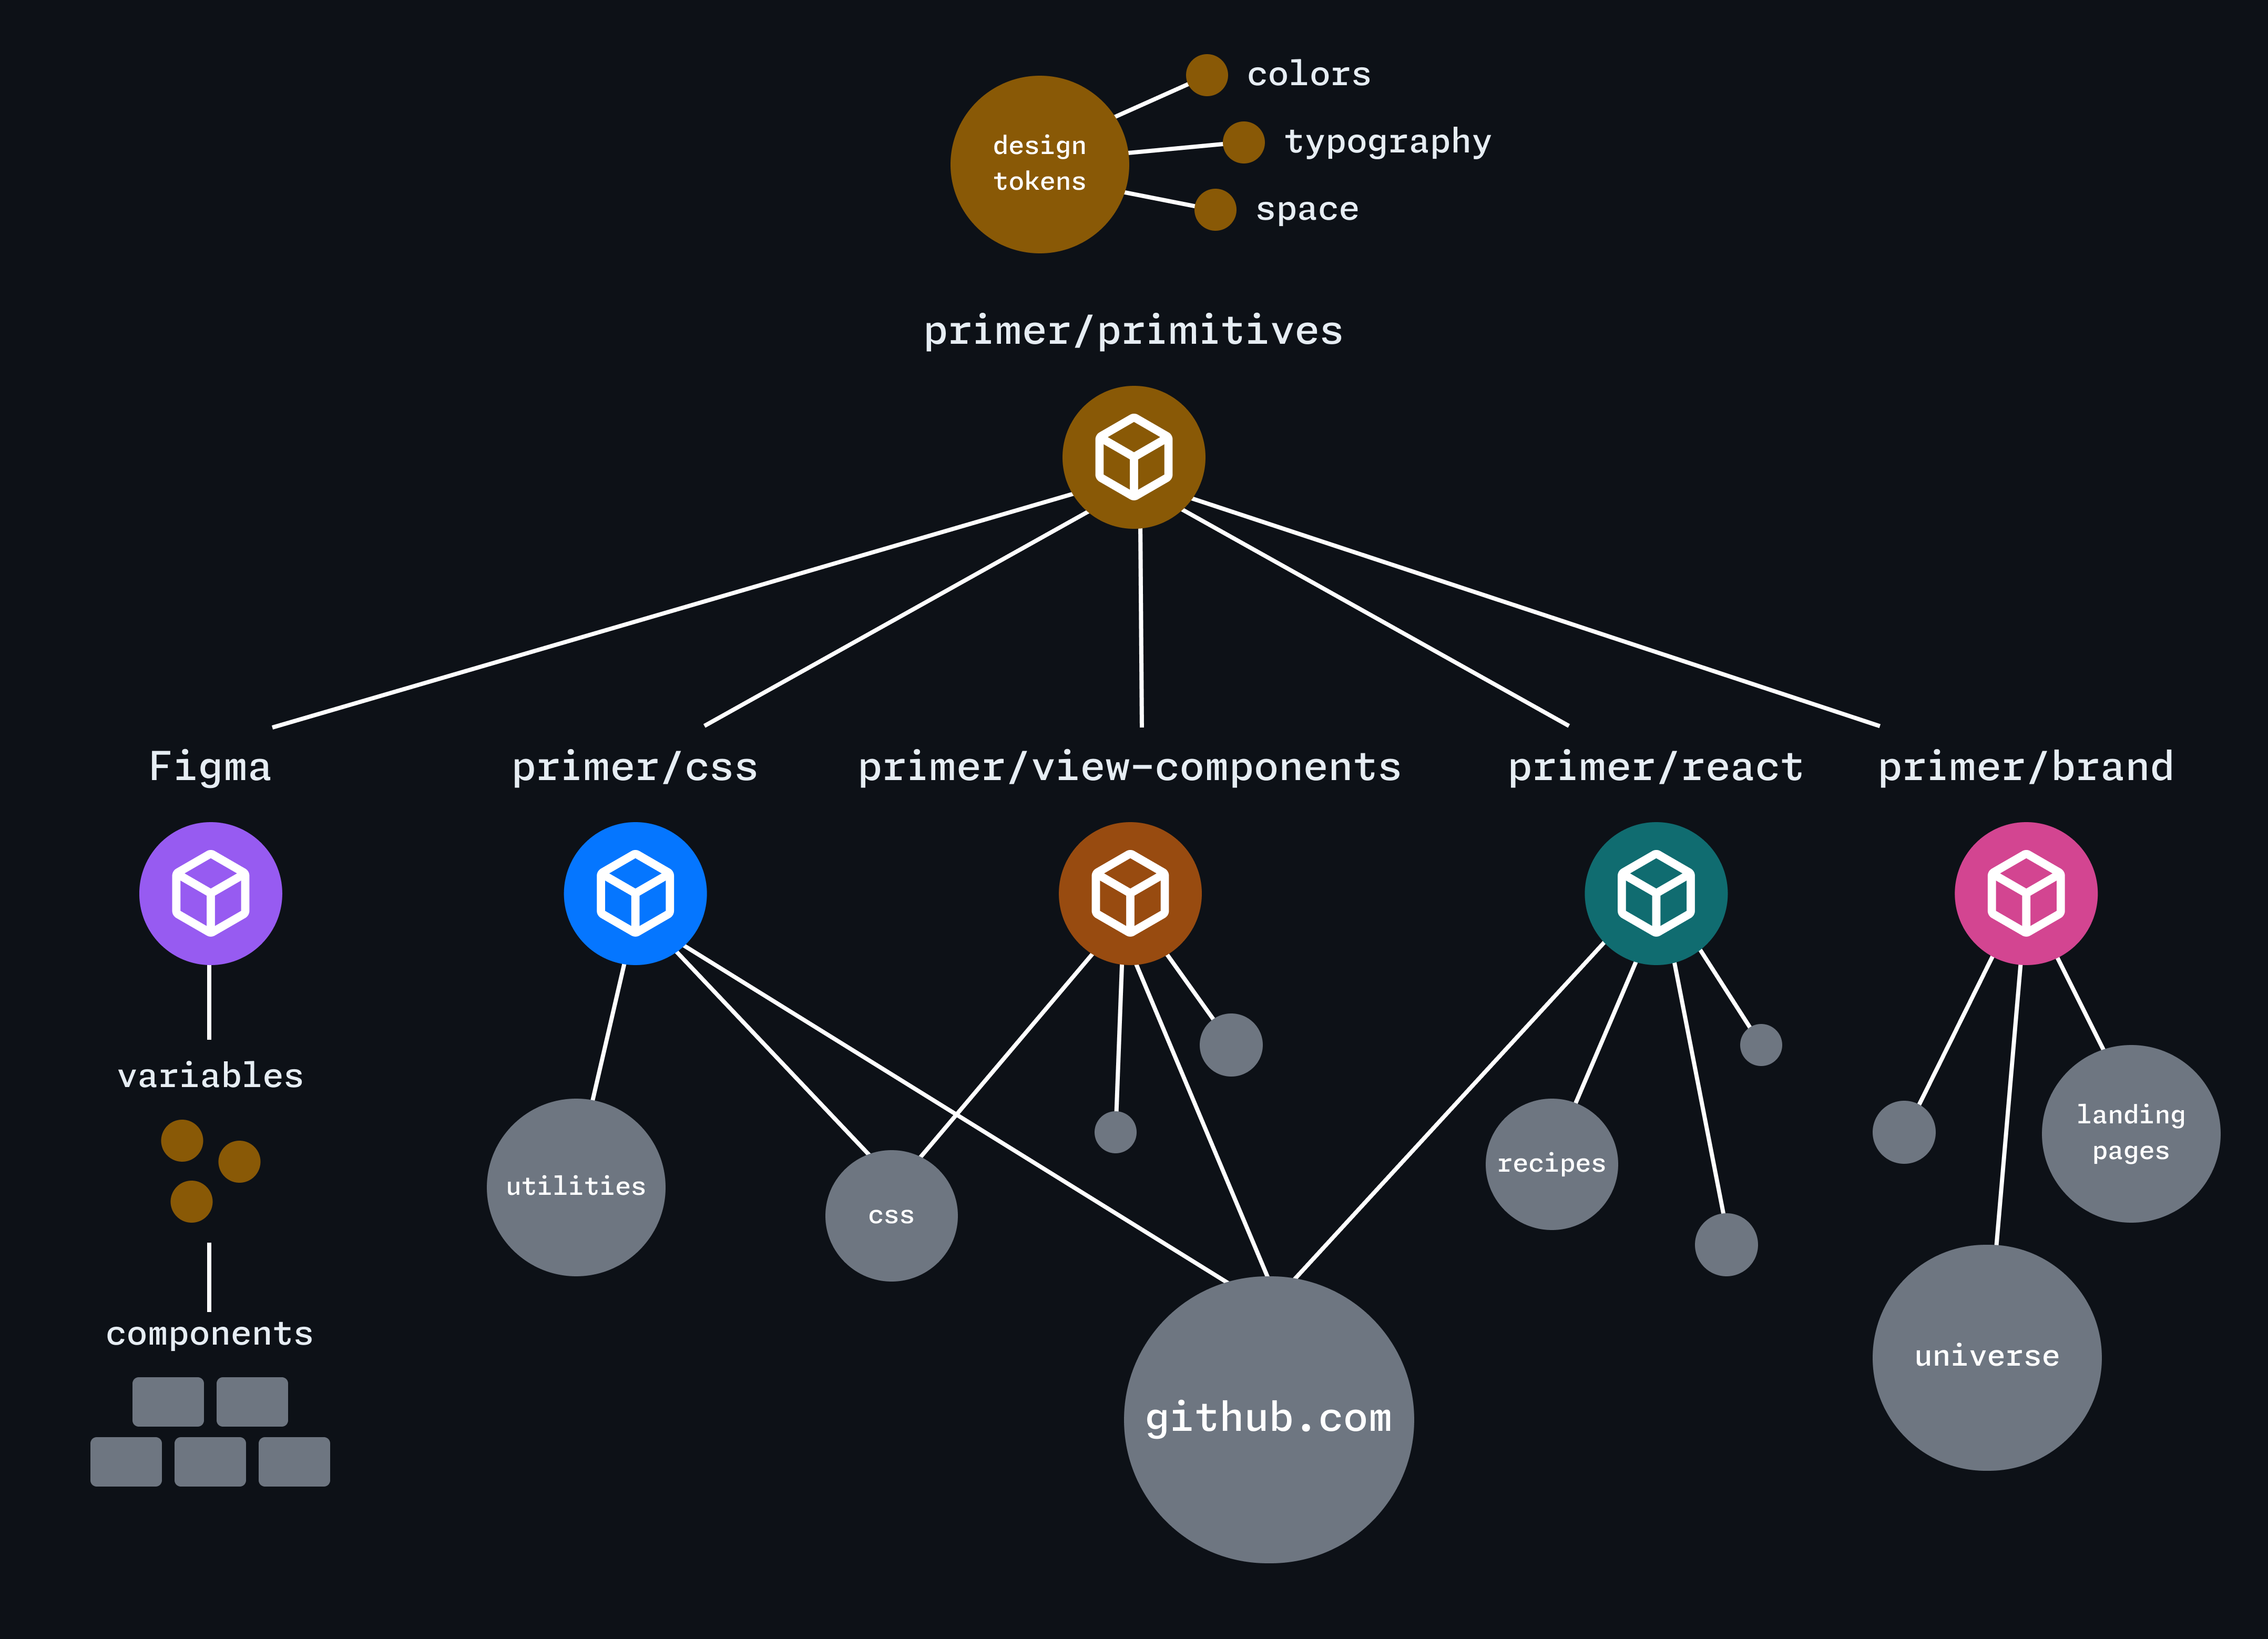 colors
design
tokens
typography
space
primer/primitives
Figma
primer/css
primer/view-components
primer/react
primer/brand
variables
components
utilities
css
github.com
recipes
landing
pages
universe